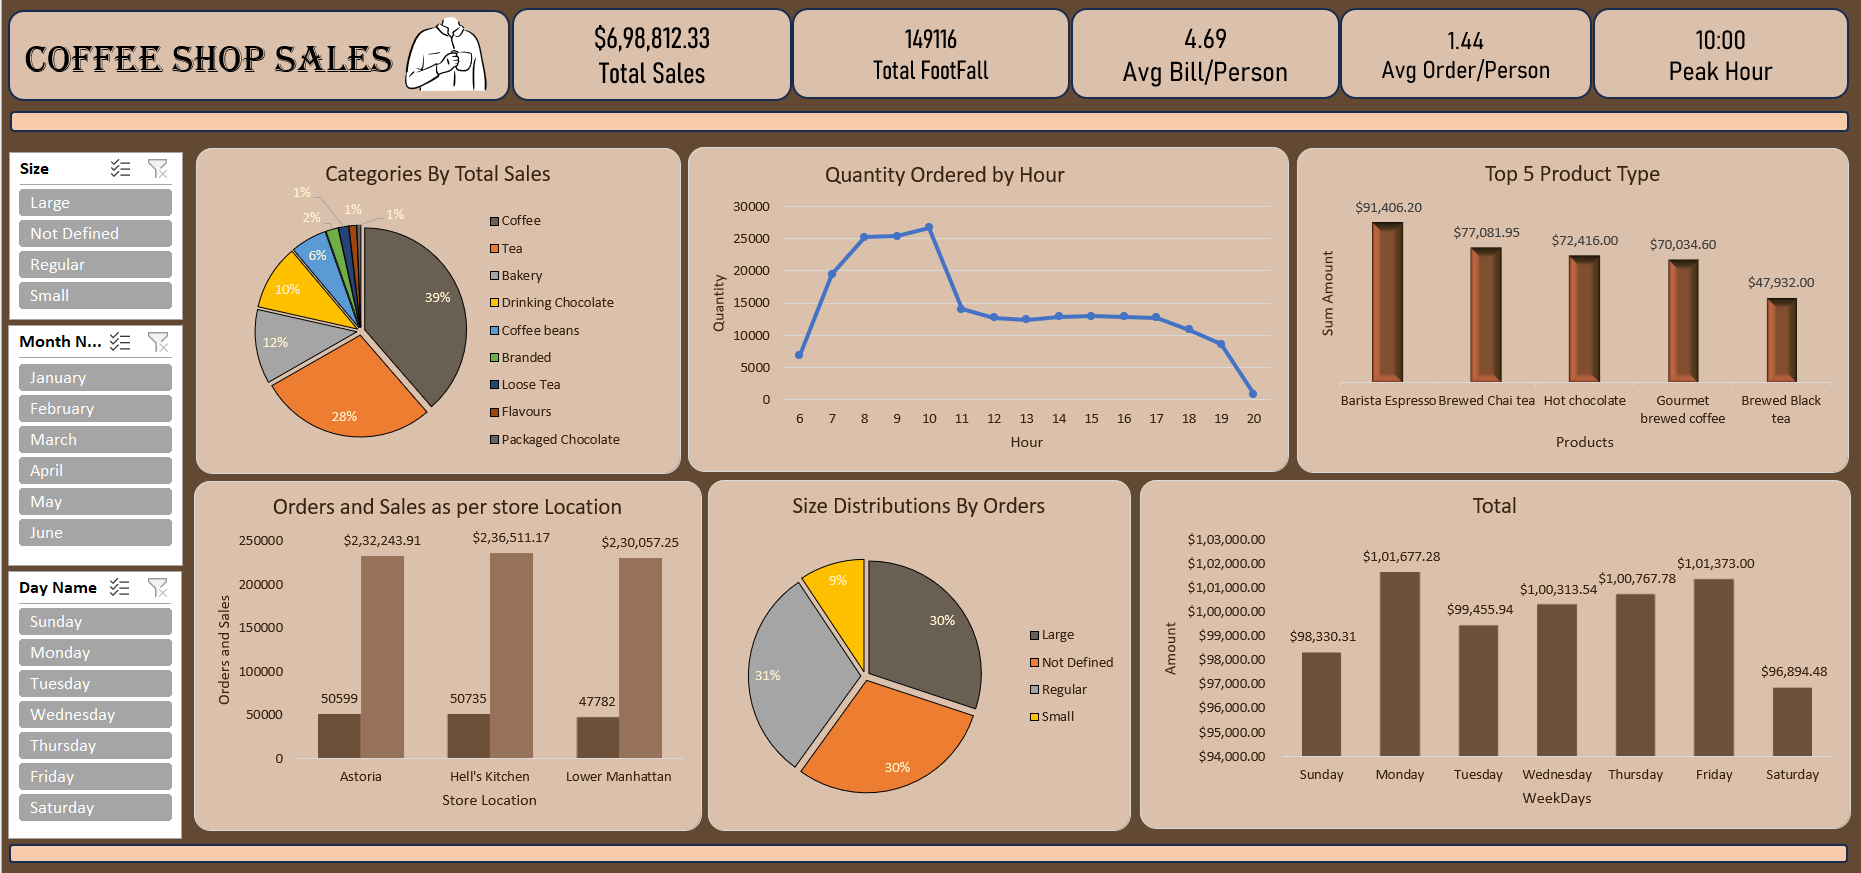 COFFEE SHOP SALES
$6,98,812.33
Total Sales
149116
Total FootFall
4.69
Avg Bill/Person
1.44
Avg Order/Person
10:00
Peak Hour
Size
Large
Not Defined
Regular
Small
Month N...
January
February
March
April
May
June
Day Name
Sunday
Monday
Tuesday
Wednesday
Thursday
Friday
Saturday
Categories By Total Sales
1%
2%
1%
1%
6%
10%
12%
28%
39%
Coffee
Tea
Bakery
Drinking Chocolate
Coffee beans
Branded
Loose Tea
Flavours
Packaged Chocolate
Quantity Ordered by Hour
Quantity
30000
25000
20000
15000
10000
5000
0
6 7 8 9 10 11 12 13 14 15 16 17 18 19 20
Hour
Top 5 Product Type
Sum Amount
$91,406.20
$77,081.95
$72,416.00
$70,034.60
$47,932.00
Barista Espresso
Brewed Chai tea
Hot chocolate
Gourmet
brewed coffee
Brewed Black
tea
Products
Orders and Sales as per store Location
Orders and Sales
250000
200000
150000
100000
50000
0
$2,32,243.91
$2,36,511.17
$2,30,057.25
50599
50735
47782
Astoria
Hell's Kitchen
Lower Manhattan
Store Location
Size Distributions By Orders
9%
30%
31%
30%
Large
Not Defined
Regular
Small
Total
Amount
$1,03,000.00
$1,02,000.00
$1,01,000.00
$1,00,000.00
$99,000.00
$98,000.00
$97,000.00
$96,000.00
$95,000.00
$94,000.00
$98,330.31
$1,01,677.28
$99,455.94
$1,00,313.54
$1,00,767.78
$1,01,373.00
$96,894.48
Sunday
Monday
Tuesday
Wednesday
Thursday
Friday
Saturday
WeekDays